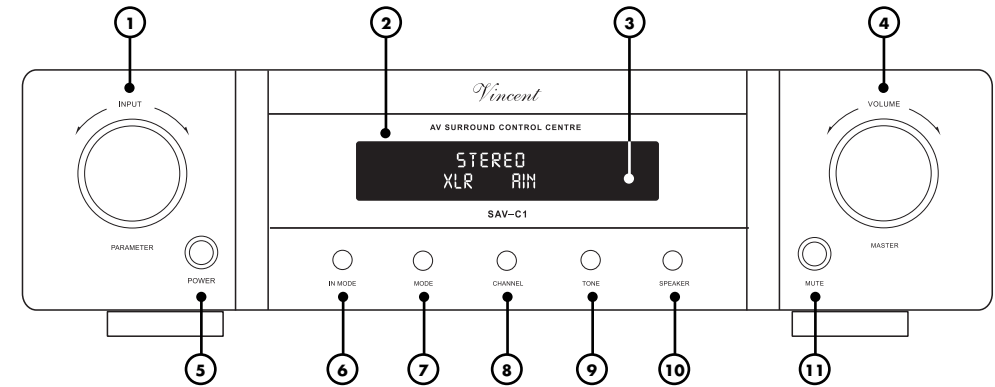 1 2 3 4
Vincent
INPUT VOLUME
AV SURROUND CONTROL CENTRE
STEREO
XLR AIN
SAV–C1
PARAMETER MASTER
POWER IN MODE MODE CHANNEL TONE SPEAKER MUTE
5 6 7 8 9 10 11